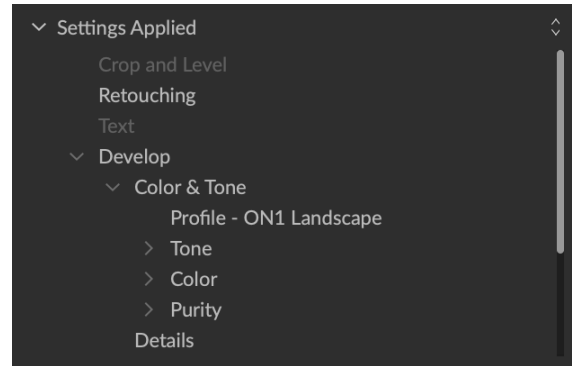 Settings Applied
Crop and Level
Retouching
Text
Develop
Color & Tone
Profile - ON1 Landscape
Tone
Color
Purity
Details